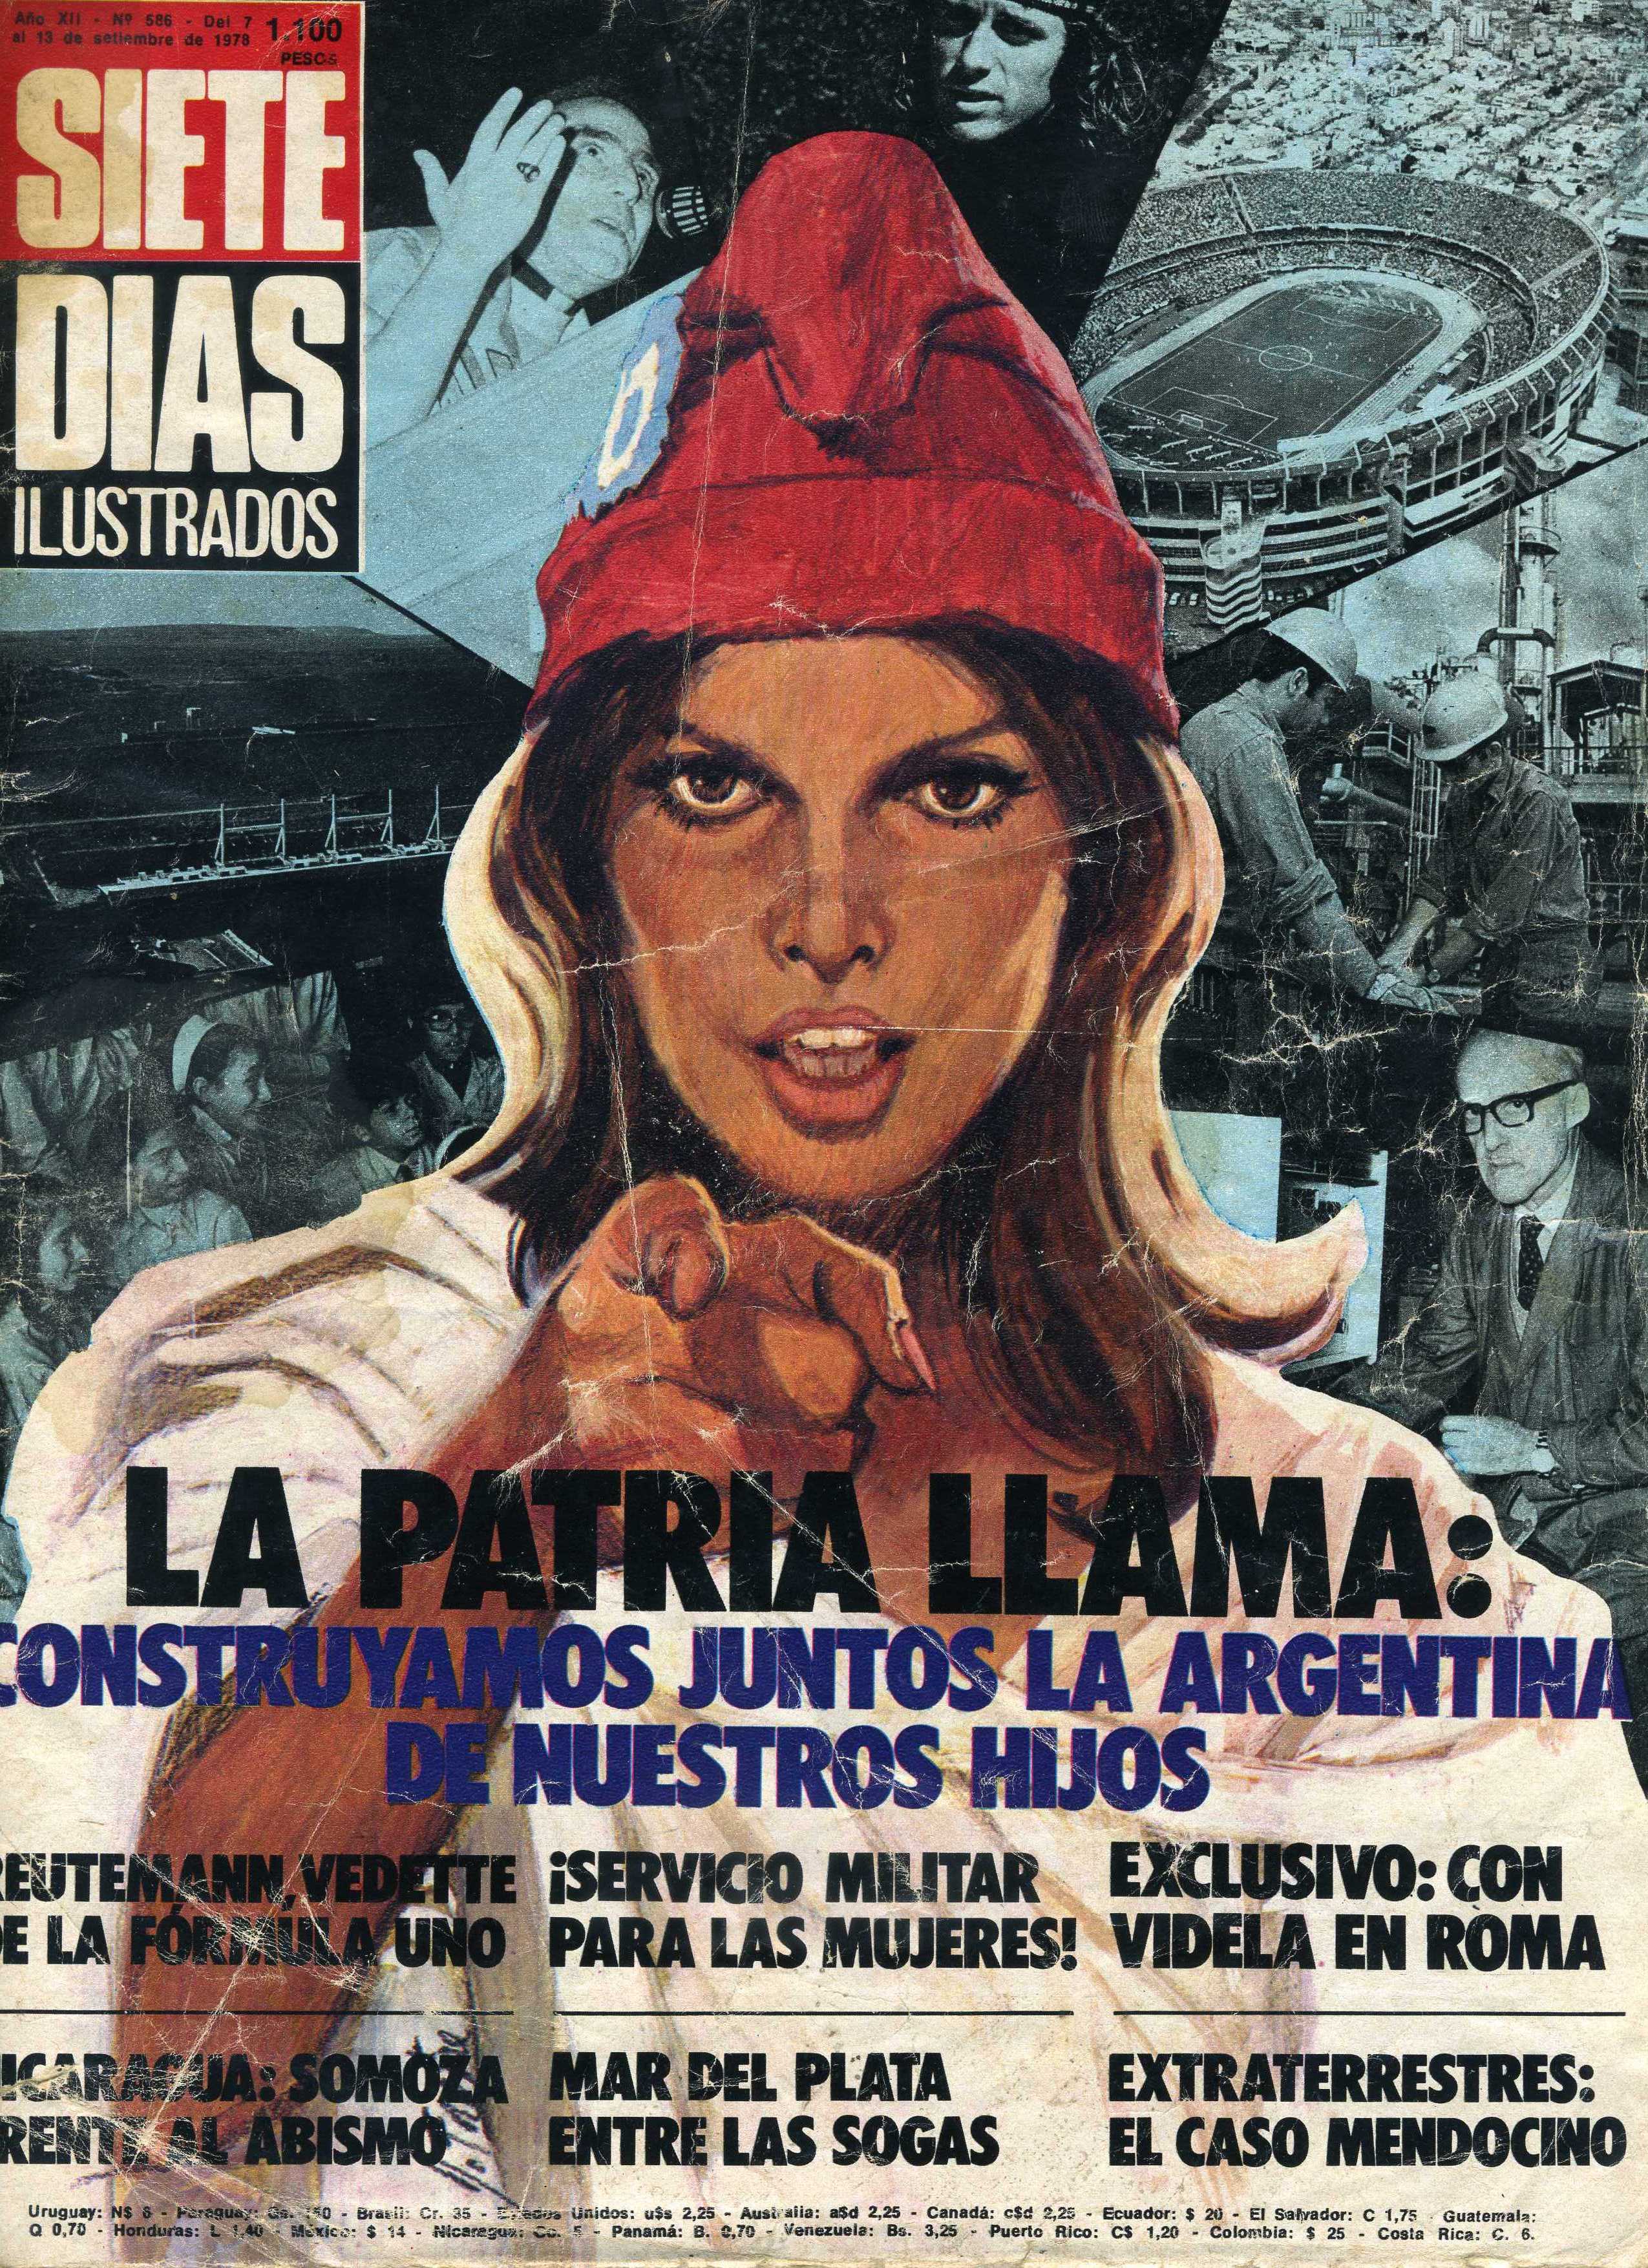 Año XII - Nº 586 - Del 7
al 13 de setiembre de 1978
1.100
PESOS
SIETE
DIAS
ILUSTRADOS
LA PATRIA LLAMA:
CONSTRUYAMOS JUNTOS LA ARGENTINA
DE NUESTROS HIJOS
REUTEMANN, VEDETTE
DE LA FÓRMULA UNO
¡SERVICIO MILITAR
PARA LAS MUJERES!
EXCLUSIVO: CON
VIDELA EN ROMA
NICARAGUA: SOMOZA
FRENTE AL ABISMO
MAR DEL PLATA
ENTRE LAS SOGAS
EXTRATERRESTRES:
EL CASO MENDOCINO
Uruguay: N$ 8 - Paraguay: Gs. 150 - Brasil: Cr. 35 - Estados Unidos: u$s 2,25 - Australia: a$d 2,25 - Canadá: c$d 2,25 - Ecuador: $ 20 - El Salvador: C 1,75 - Guatemala:
Q 0,70 - Honduras: L 1,40 - México: $ 14 - Nicaragua: Co. 5 - Panamá: B. 0,70 - Venezuela: Bs. 3,25 - Puerto Rico: C$ 1,20 - Colombia: $ 25 - Costa Rica: C. 6.